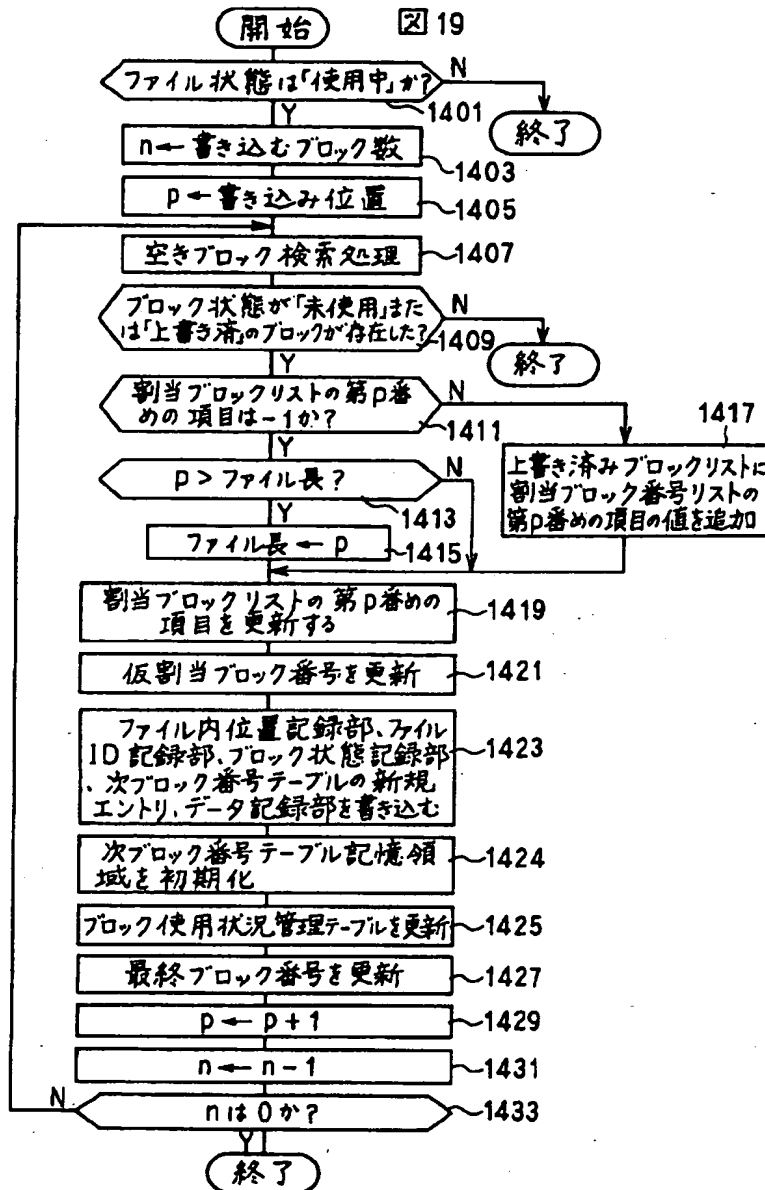 図19
開始
ファイル状態は「使用中」か?
N
1401
Y
終了
n←書き込むブロック数
1403
p←書き込み位置
1405
空きブロック検索処理
1407
ブロック状態が「未使用」また
は「上書き済」のブロックが存在した?
N
1409
Y
終了
割当ブロックリストの第p番
めの項目は-1か?
N
1411
Y
1417
上書き済みブロックリストに
割当ブロック番号リストの
第p番めの項目の値を追加
p>ファイル長?
N
1413
Y
ファイル長←p
1415
割当ブロックリストの第p番めの
項目を更新する
1419
仮割当ブロック番号を更新
1421
ファイル内位置記録部、ファイル
ID記録部、ブロック状態記録部
、次ブロック番号テーブルの新規
エントリ、データ記録部を書き込む
1423
次ブロック番号テーブル記憶領
域を初期化
1424
ブロック使用状況管理テーブルを更新
1425
最終ブロック番号を更新
1427
p←p+1
1429
n←n-1
1431
N
nは0か?
1433
Y
終了